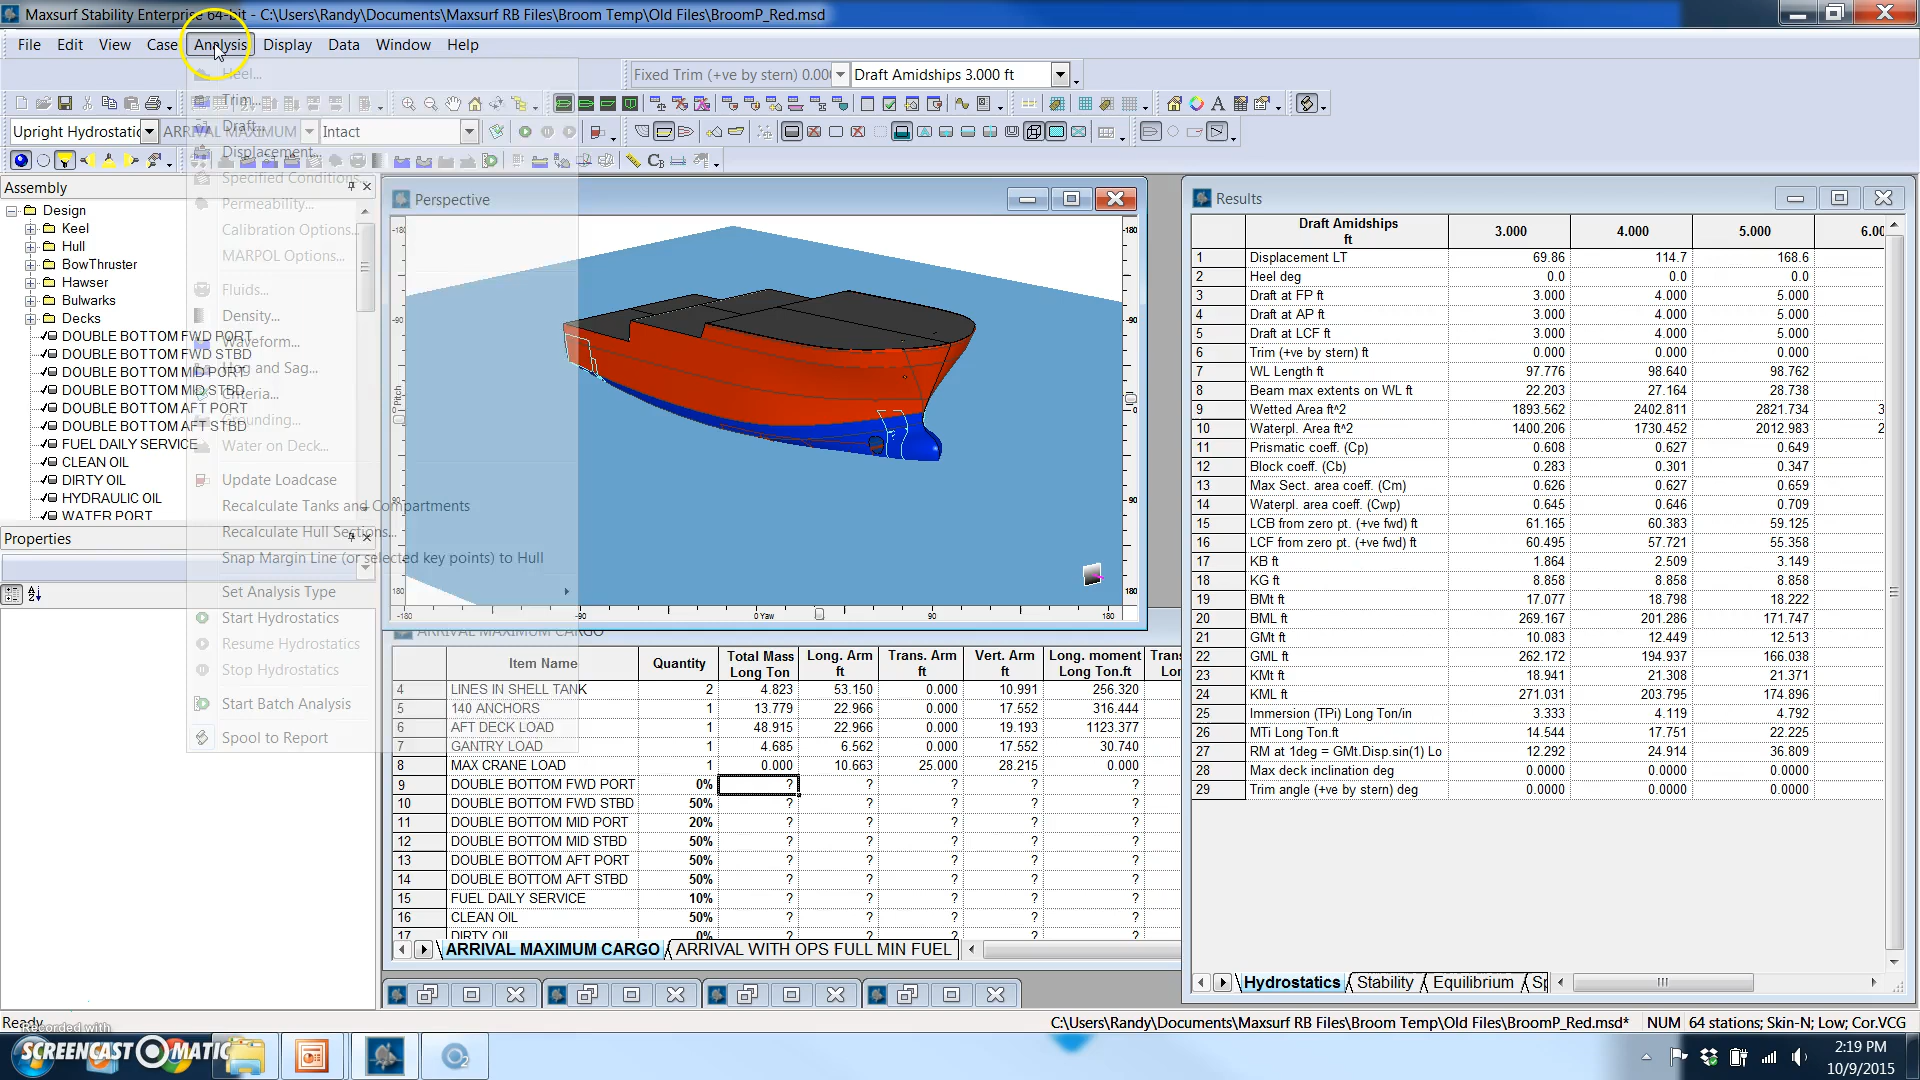 Maxsurf Stability Enterprise 64-bit - C:\Users\Randy\Documents\Maxsurf RB Files\Broom Temp\Old Files\BroomP_Red.msd
File Edit View Case Analysis Display Data Window Help
Fixed Trim (+ve by stern) 0.00 Draft Amidships 3.000 ft
Upright Hydrostatic ARRIVAL MAXIMUM Intact
Heel...
Trim...
Draft...
Displacement...
Specified Conditions...
Permeability...
Calibration Options...
MARPOL Options...
Fluids...
Density...
Waveform...
Hog and Sag...
Criteria...
Grounding...
Water on Deck...
Update Loadcase
Recalculate Tanks and Compartments
Recalculate Hull Sections...
Snap Margin Line (or selected key points) to Hull
Set Analysis Type
Start Hydrostatics
Resume Hydrostatics
Stop Hydrostatics
Start Batch Analysis
Spool to Report
Assembly
Design
Keel
Hull
BowThruster
Hawser
Bulwarks
Decks
DOUBLE BOTTOM FWD PORT
DOUBLE BOTTOM FWD STBD
DOUBLE BOTTOM MID PORT
DOUBLE BOTTOM MID STBD
DOUBLE BOTTOM AFT PORT
DOUBLE BOTTOM AFT STBD
FUEL DAILY SERVICE
CLEAN OIL
DIRTY OIL
HYDRAULIC OIL
WATER PORT
Properties
Perspective
-180 -90 0 Yaw 90 180
-90
Pitch
0
90
180
ARRIVAL MAXIMUM CARGO
Item Name Quantity Total Mass Long Ton Long. Arm ft Trans. Arm ft Vert. Arm ft Long. moment Long Ton.ft
4 LINES IN SHELL TANK 2 4.823 53.150 0.000 10.991 256.320
5 140 ANCHORS 1 13.779 22.966 0.000 17.552 316.444
6 AFT DECK LOAD 1 48.915 22.966 0.000 19.193 1123.377
7 GANTRY LOAD 1 4.685 6.562 0.000 17.552 30.740
8 MAX CRANE LOAD 1 0.000 10.663 25.000 28.215 0.000
9 DOUBLE BOTTOM FWD PORT 0% ? ? ? ? ?
10 DOUBLE BOTTOM FWD STBD 50% ? ? ? ? ?
11 DOUBLE BOTTOM MID PORT 20% ? ? ? ? ?
12 DOUBLE BOTTOM MID STBD 50% ? ? ? ? ?
13 DOUBLE BOTTOM AFT PORT 50% ? ? ? ? ?
14 DOUBLE BOTTOM AFT STBD 50% ? ? ? ? ?
15 FUEL DAILY SERVICE 10% ? ? ? ? ?
16 CLEAN OIL 50% ? ? ? ? ?
17 DIRTY OIL 0% ? ? ? ? ?
ARRIVAL MAXIMUM CARGO ARRIVAL WITH OPS FULL MIN FUEL
Results
Draft Amidships ft 3.000 4.000 5.000
1 Displacement LT 69.86 114.7 168.6
2 Heel deg 0.0 0.0 0.0
3 Draft at FP ft 3.000 4.000 5.000
4 Draft at AP ft 3.000 4.000 5.000
5 Draft at LCF ft 3.000 4.000 5.000
6 Trim (+ve by stern) ft 0.000 0.000 0.000
7 WL Length ft 97.776 98.640 98.762
8 Beam max extents on WL ft 22.203 27.164 28.738
9 Wetted Area ft^2 1893.562 2402.811 2821.734
10 Waterpl. Area ft^2 1400.206 1730.452 2012.983
11 Prismatic coeff. (Cp) 0.608 0.627 0.649
12 Block coeff. (Cb) 0.283 0.301 0.347
13 Max Sect. area coeff. (Cm) 0.626 0.627 0.659
14 Waterpl. area coeff. (Cwp) 0.645 0.646 0.709
15 LCB from zero pt. (+ve fwd) ft 61.165 60.383 59.125
16 LCF from zero pt. (+ve fwd) ft 60.495 57.721 55.358
17 KB ft 1.864 2.509 3.149
18 KG ft 8.858 8.858 8.858
19 BMt ft 17.077 18.798 18.222
20 BML ft 269.167 201.286 171.747
21 GMt ft 10.083 12.449 12.513
22 GML ft 262.172 194.937 166.038
23 KMt ft 18.941 21.308 21.371
24 KML ft 271.031 203.795 174.896
25 Immersion (TPi) Long Ton/in 3.333 4.119 4.792
26 MTi Long Ton.ft 14.544 17.751 22.225
27 RM at 1deg = GMt.Disp.sin(1) Lo 12.292 24.914 36.809
28 Max deck inclination deg 0.0000 0.0000 0.0000
29 Trim angle (+ve by stern) deg 0.0000 0.0000 0.0000
Hydrostatics Stability Equilibrium
Ready
C:\Users\Randy\Documents\Maxsurf RB Files\Broom Temp\Old Files\BroomP_Red.msd* NUM 64 stations; Skin-N; Low; Cor.VCG
Recorded with
SCREENCAST-O-MATIC
2:19 PM
10/9/2015